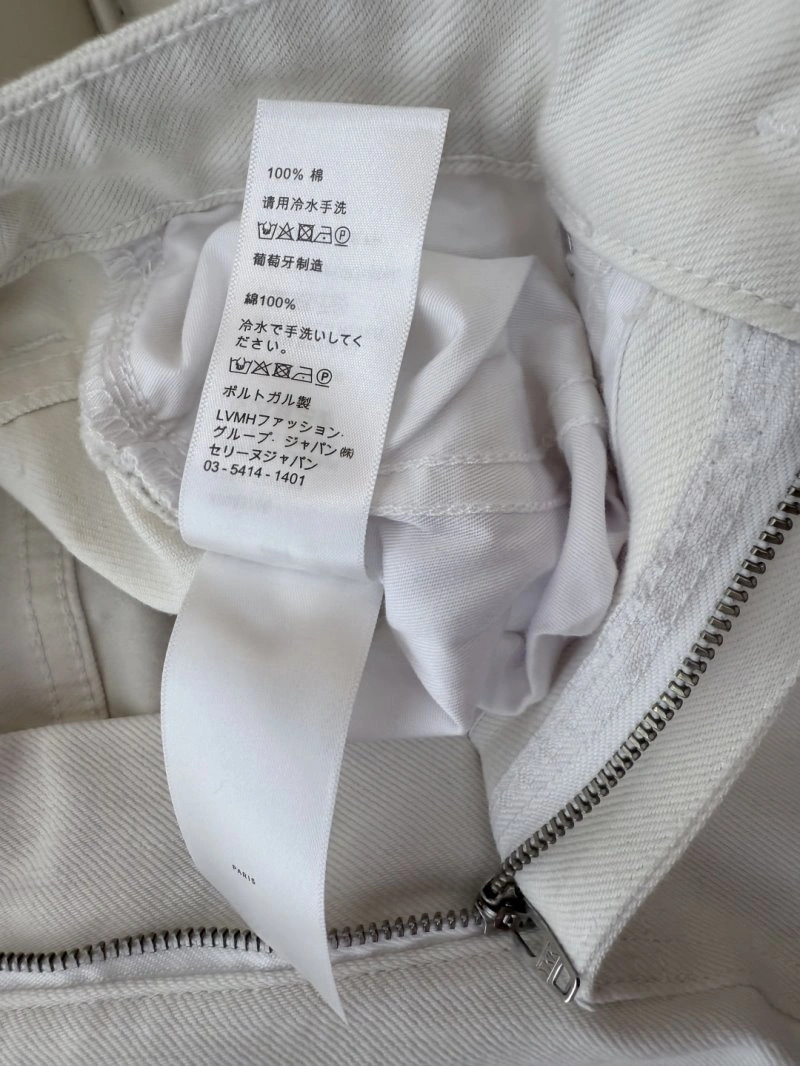 100% 棉
请用冷水手洗
P
葡萄牙制造
綿100%
冷水で手洗いしてく
ださい。
P
ポルトガル製
LVMHファッション·
グループ·ジャパン㈱
セリーヌジャパン
03-5414-1401
PARIS